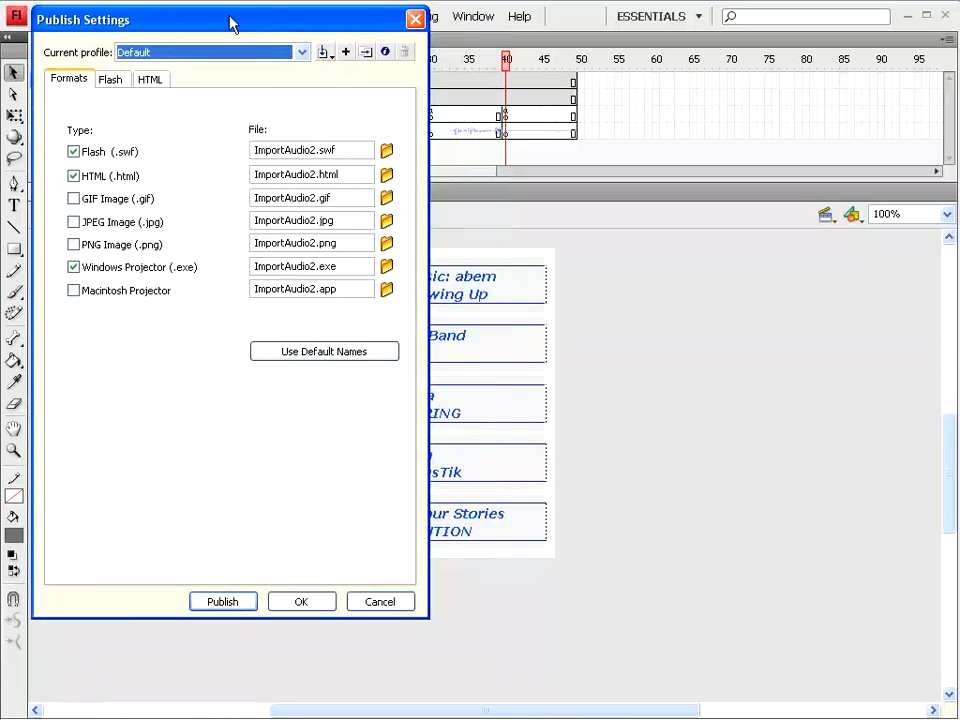 Fl
Publish Settings
Window Help ESSENTIALS
Current profile: Default
Formats Flash HTML
35 40 45 50 55 60 65 70 75 80 85 90 95
Type: File:
Flash (.swf) ImportAudio2.swf
HTML (.html) ImportAudio2.html
GIF Image (.gif) ImportAudio2.gif
JPEG Image (.jpg) ImportAudio2.jpg
PNG Image (.png) ImportAudio2.png
Windows Projector (.exe) ImportAudio2.exe
Macintosh Projector ImportAudio2.app
Use Default Names
Publish OK Cancel
100%
sic: abem
wing Up
Band
RING
sTik
our Stories
UTION